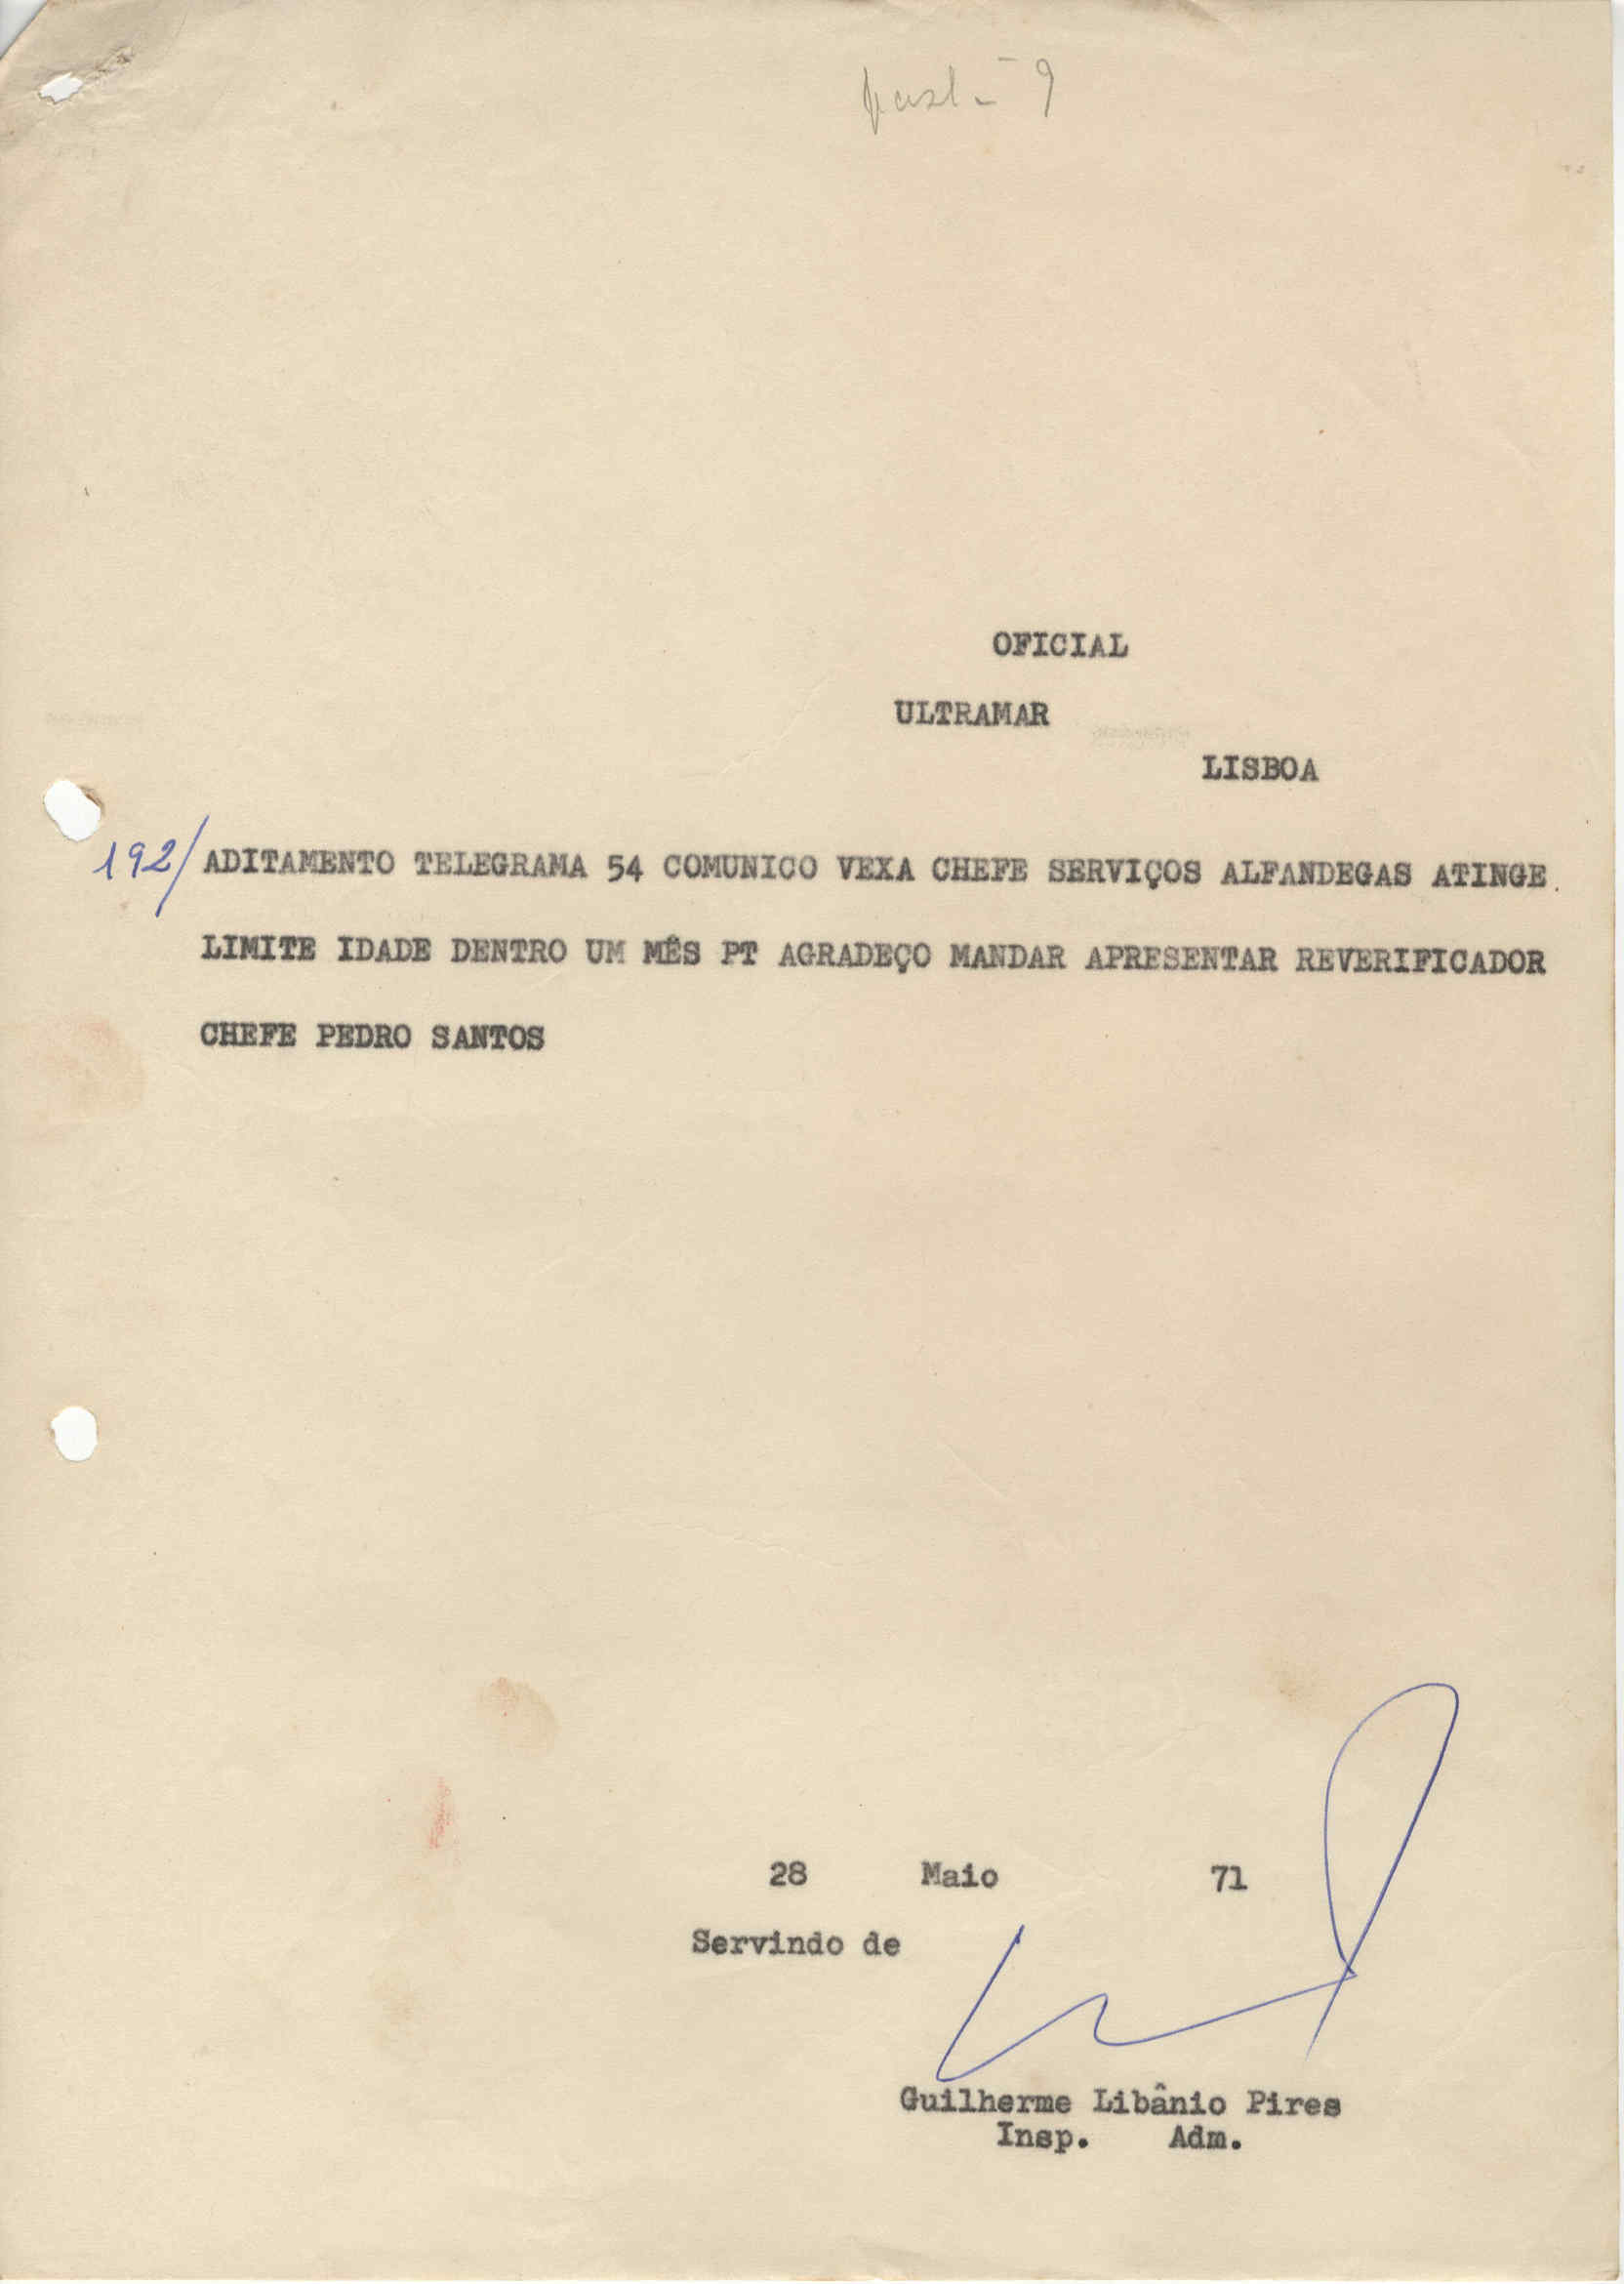 9
OFICIAL
ULTRAMAR
LISBOA
192/ ADITAMENTO TELEGRAMA 54 COMUNICO VEXA CHEFE SERVIÇOS ALFANDEGAS ATINGE
LIMITE IDADE DENTRO UM MÊS PT AGRADEÇO MANDAR APRESENTAR REVERIFICADOR
CHEFE PEDRO SANTOS
28 Maio 71
Servindo de
Guilherme Libânio Pires
Insp. Adm.